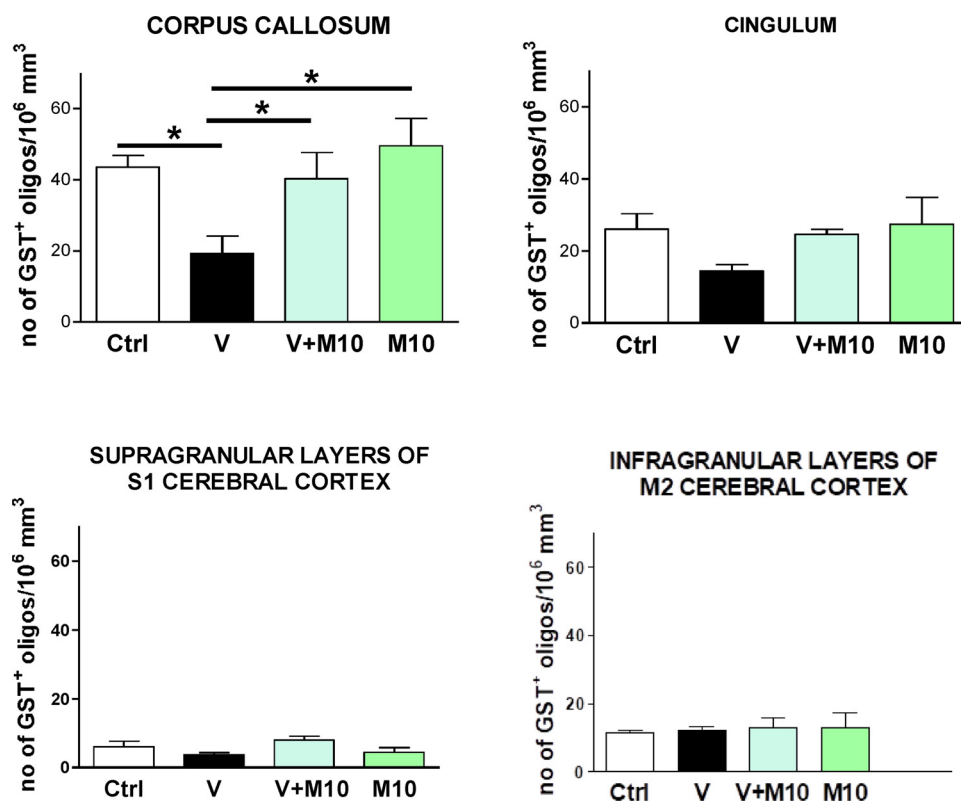 CORPUS CALLOSUM
no of GST⁺ oligos/10⁶ mm³
60
40
20
0
*
*
*
Ctrl V V+M10 M10
CINGULUM
no of GST⁺ oligos/10⁶ mm³
60
40
20
0
Ctrl V V+M10 M10
SUPRAGRANULAR LAYERS OF
S1 CEREBRAL CORTEX
no of GST⁺ oligos/10⁶ mm³
60
40
20
0
Ctrl V V+M10 M10
INFRAGRANULAR LAYERS OF
M2 CEREBRAL CORTEX
no of GST⁺ oligos/10⁶ mm³
60
40
20
0
Ctrl V V+M10 M10